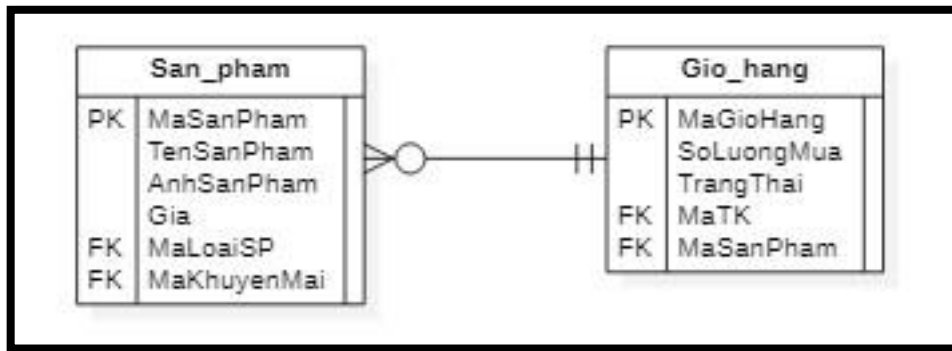 San_pham
PK MaSanPham
TenSanPham
AnhSanPham
Gia
FK MaLoaiSP
FK MaKhuyenMai
Gio_hang
PK MaGioHang
SoLuongMua
TrangThai
FK MaTK
FK MaSanPham